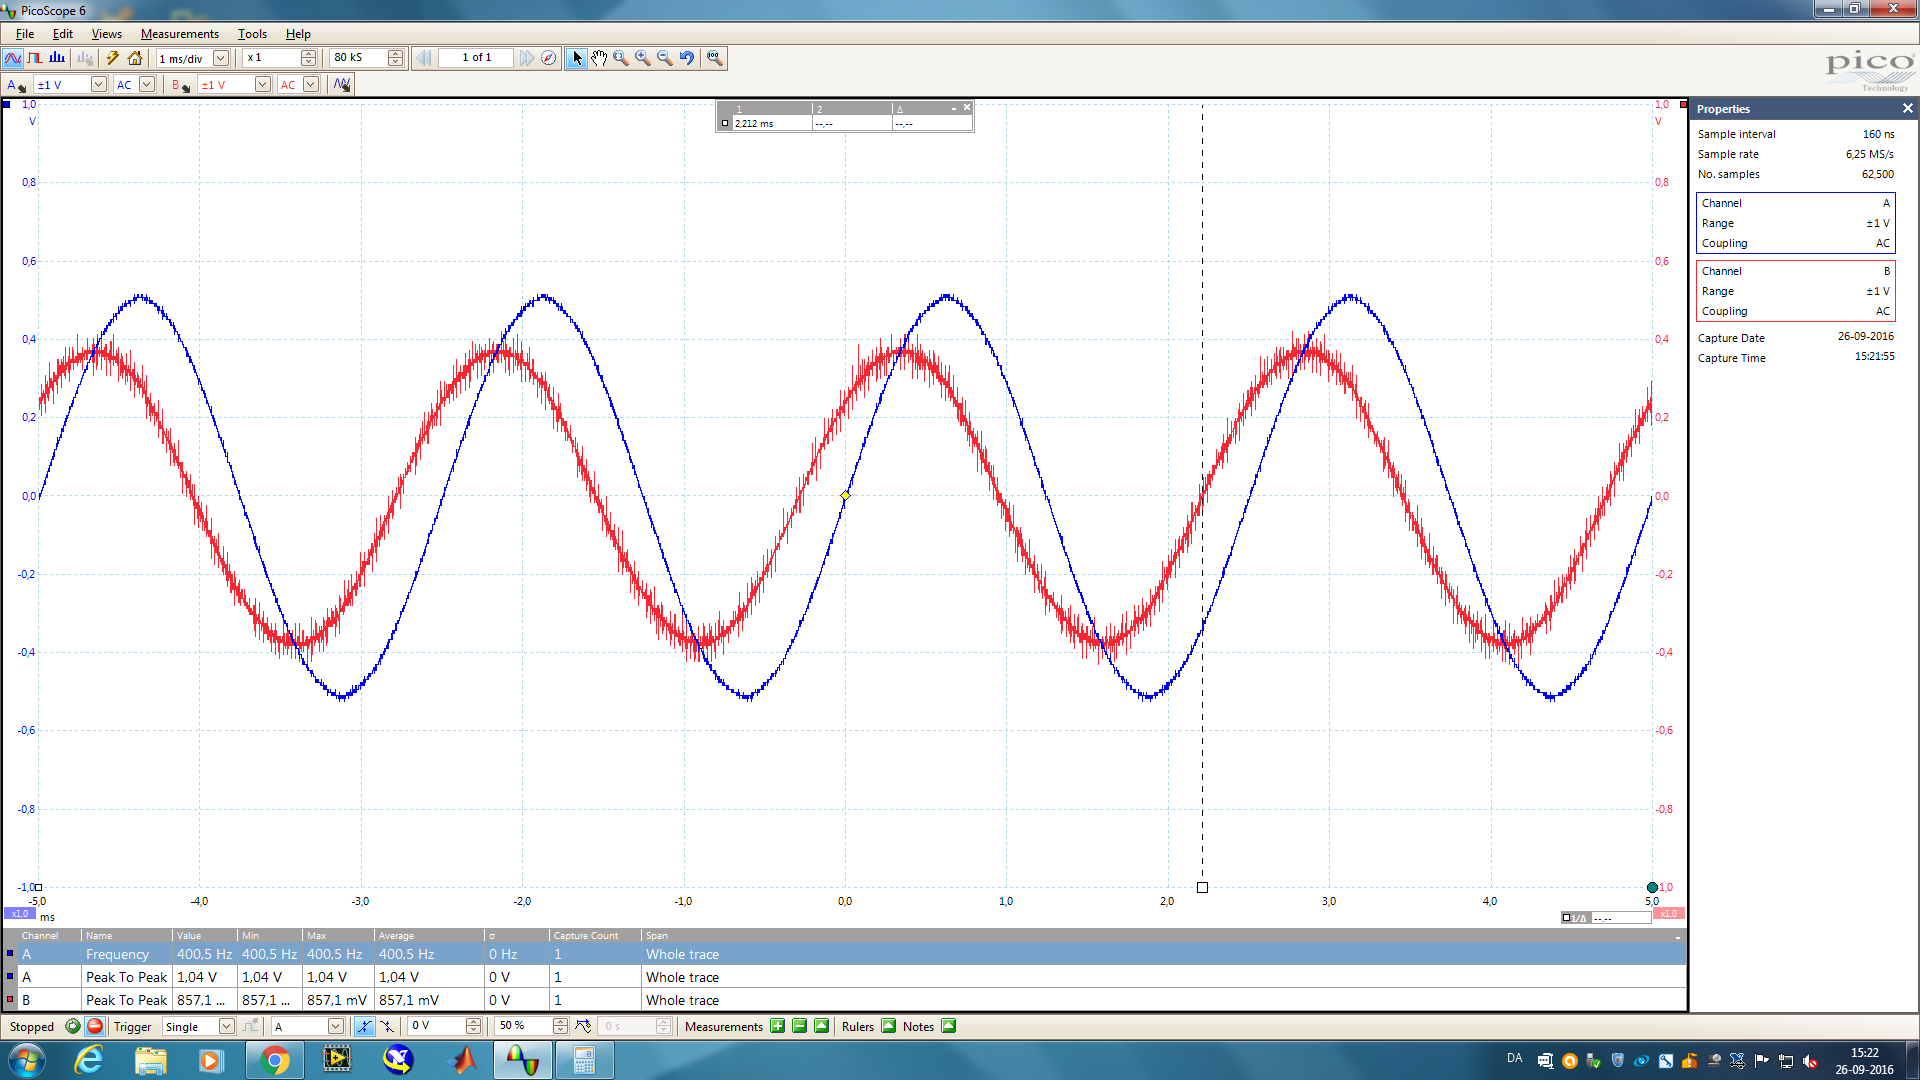 PicoScope 6
File Edit Views Measurements Tools Help
1 ms/div x 1 80 kS 1 of 1
A ±1 V AC B ±1 V AC
pico
Technology
1 2 Δ
2,212 ms --,-- --,--
1,0 1,0
V V
0,8 0,8
0,6 0,6
0,4 0,4
0,2 0,2
0,0 0,0
-0,2 -0,2
-0,4 -0,4
-0,6 -0,6
-0,8 -0,8
-1,0 -1,0
-5,0 -4,0 -3,0 -2,0 -1,0 0,0 1,0 2,0 3,0 4,0 5,0
x1,0 ms 1/Δ --,-- x1,0
Properties
Sample interval 160 ns
Sample rate 6,25 MS/s
No. samples 62,500
Channel A
Range ±1 V
Coupling AC
Channel B
Range ±1 V
Coupling AC
Capture Date 26-09-2016
Capture Time 15:21:55
Channel Name Value Min Max Average σ Capture Count Span
A Frequency 400,5 Hz 400,5 Hz 400,5 Hz 400,5 Hz 0 Hz 1 Whole trace
A Peak To Peak 1,04 V 1,04 V 1,04 V 1,04 V 0 V 1 Whole trace
B Peak To Peak 857,1 ... 857,1 ... 857,1 mV 857,1 mV 0 V 1 Whole trace
Stopped Trigger Single A 0 V 50 % 0 s Measurements Rulers Notes
DA 15:22
26-09-2016